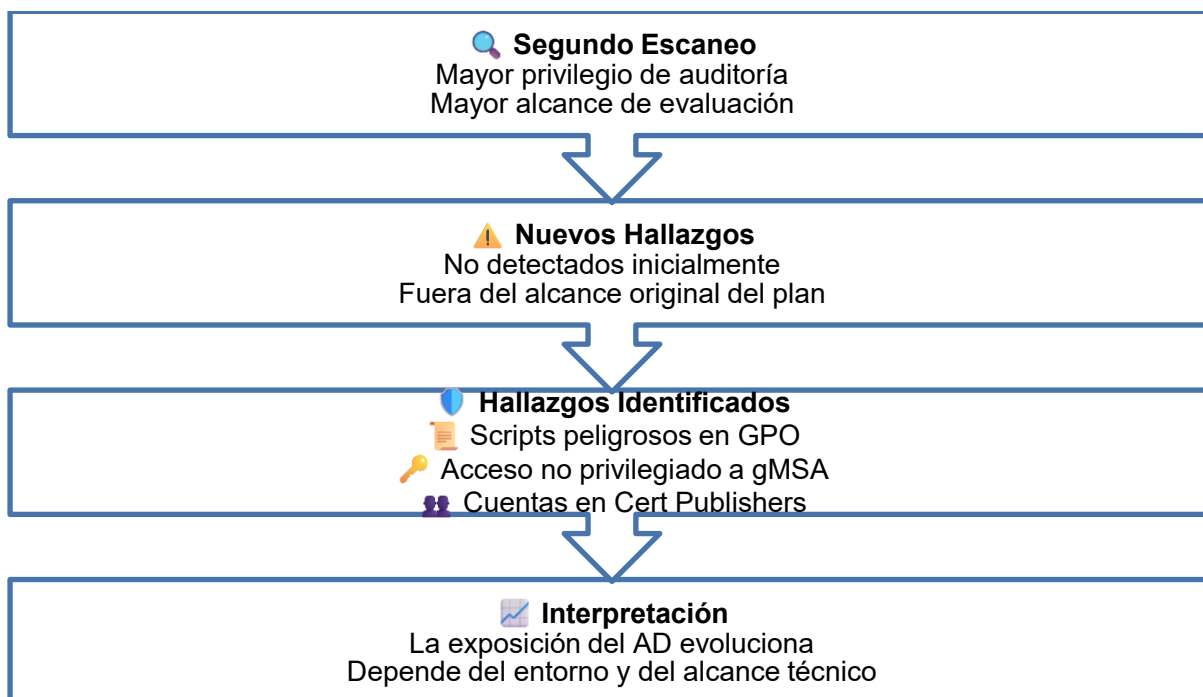 Segundo Escaneo
Mayor privilegio de auditoría
Mayor alcance de evaluación
Nuevos Hallazgos
No detectados inicialmente
Fuera del alcance original del plan
Hallazgos Identificados
Scripts peligrosos en GPO
Acceso no privilegiado a gMSA
Cuentas en Cert Publishers
Interpretación
La exposición del AD evoluciona
Depende del entorno y del alcance técnico